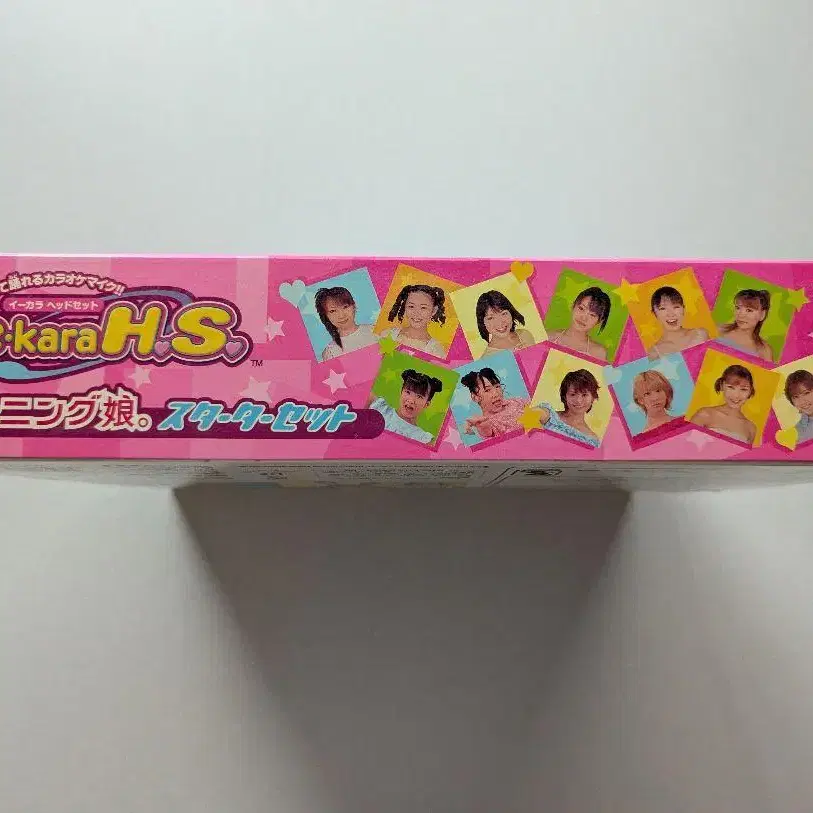 て踊れるカラオケマイク!!
イーカラ ヘッドセット
e・kara H.S.™
ニング娘。スターターセット